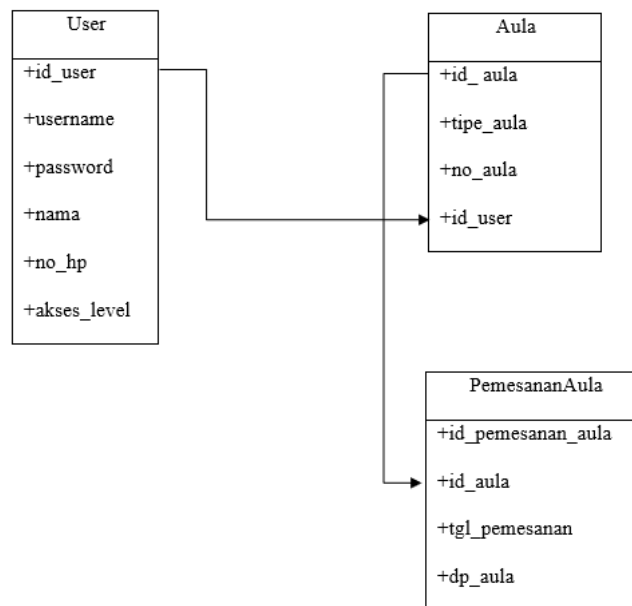 User
+id_user
+username
+password
+nama
+no_hp
+akses_level
Aula
+id_ aula
+tipe_aula
+no_aula
+id_user
PemesananAula
+id_pemesanan_aula
+id_aula
+tgl_pemesanan
+dp_aula